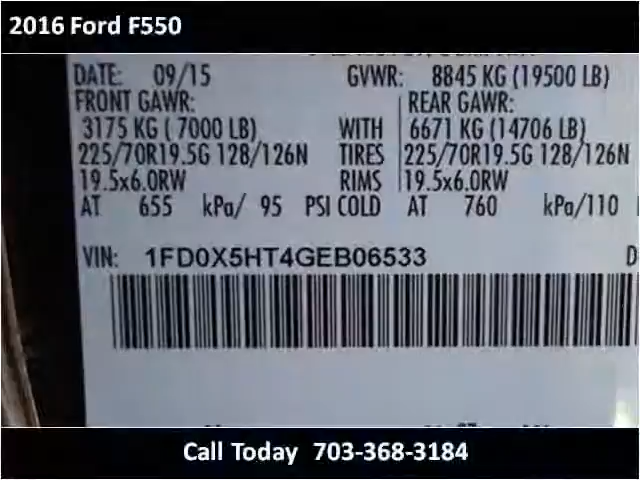 2016 Ford F550
DATE: 09/15 GVWR: 8845 KG (19500 LB)
FRONT GAWR: REAR GAWR:
3175 KG ( 7000 LB) WITH 6671 KG (14706 LB)
225/70R19.5G 128/126N TIRES 225/70R19.5G 128/126N
19.5x6.0RW RIMS 19.5x6.0RW
AT 655 kPa/ 95 PSI COLD AT 760 kPa/110
VIN: 1FD0X5HT4GEB06533 D
Call Today 703-368-3184